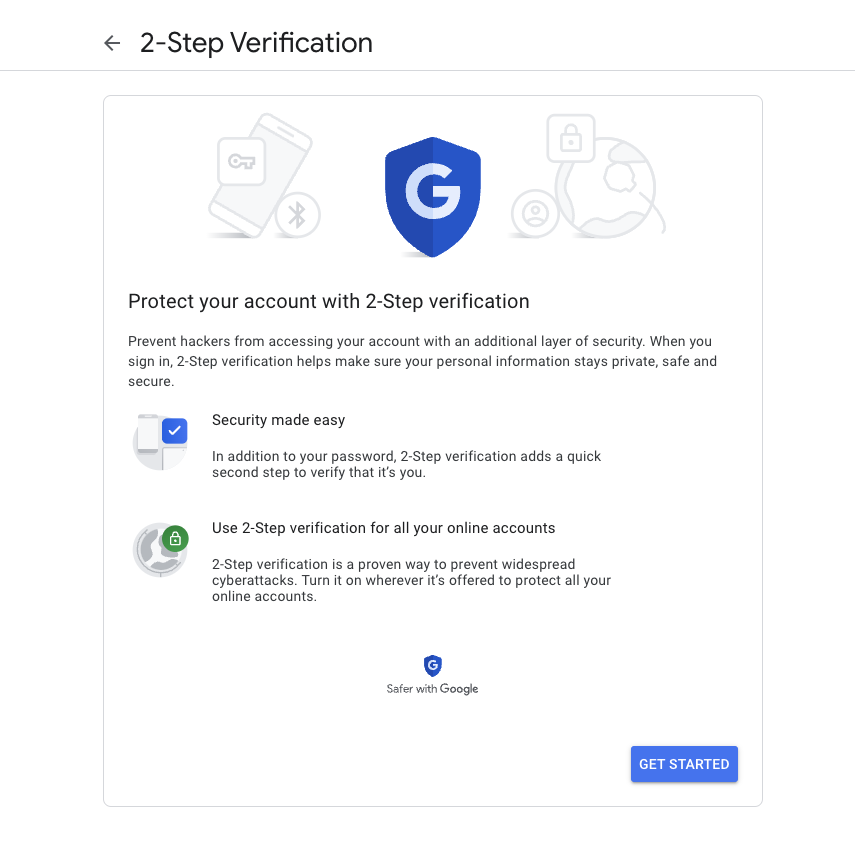 2-Step Verification
Protect your account with 2-Step verification
Prevent hackers from accessing your account with an additional layer of security. When you
sign in, 2-Step verification helps make sure your personal information stays private, safe and
secure.
Security made easy
In addition to your password, 2-Step verification adds a quick
second step to verify that it’s you.
Use 2-Step verification for all your online accounts
2-Step verification is a proven way to prevent widespread
cyberattacks. Turn it on wherever it’s offered to protect all your
online accounts.
Safer with Google
GET STARTED